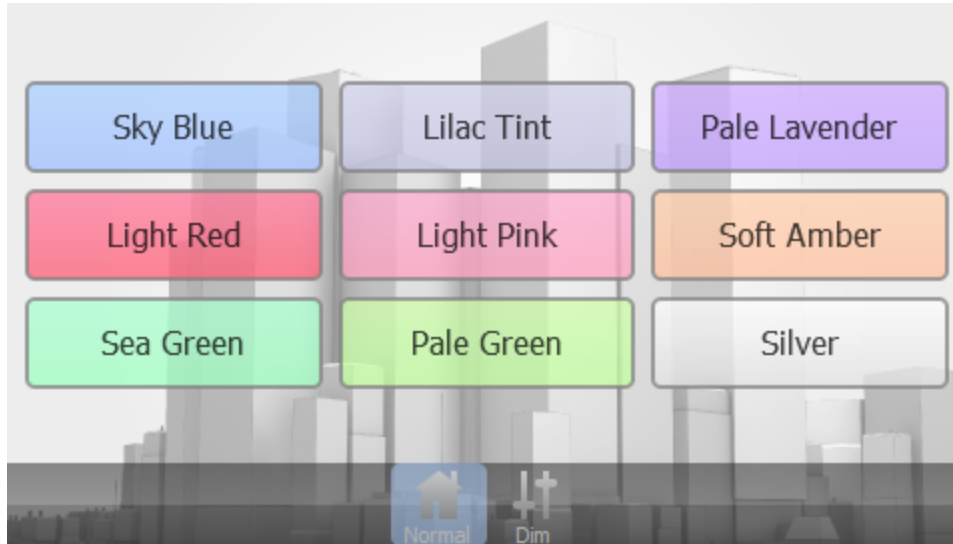 Sky Blue
Lilac Tint
Pale Lavender
Light Red
Light Pink
Soft Amber
Sea Green
Pale Green
Silver
Normal
Dim